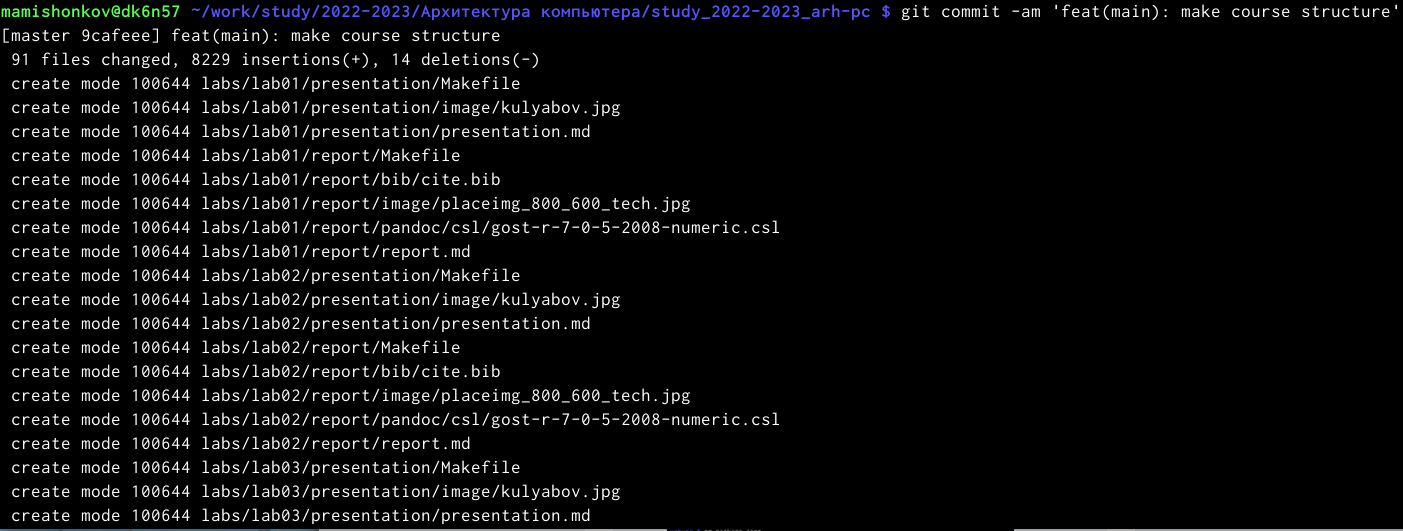 mamishonkov@dk6n57 ~/work/study/2022-2023/Архитектура компьютера/study_2022-2023_arh-pc $ git commit -am 'feat(main): make course structure'
[master 9cafeee] feat(main): make course structure
 91 files changed, 8229 insertions(+), 14 deletions(-)
 create mode 100644 labs/lab01/presentation/Makefile
 create mode 100644 labs/lab01/presentation/image/kulyabov.jpg
 create mode 100644 labs/lab01/presentation/presentation.md
 create mode 100644 labs/lab01/report/Makefile
 create mode 100644 labs/lab01/report/bib/cite.bib
 create mode 100644 labs/lab01/report/image/placeimg_800_600_tech.jpg
 create mode 100644 labs/lab01/report/pandoc/csl/gost-r-7-0-5-2008-numeric.csl
 create mode 100644 labs/lab01/report/report.md
 create mode 100644 labs/lab02/presentation/Makefile
 create mode 100644 labs/lab02/presentation/image/kulyabov.jpg
 create mode 100644 labs/lab02/presentation/presentation.md
 create mode 100644 labs/lab02/report/Makefile
 create mode 100644 labs/lab02/report/bib/cite.bib
 create mode 100644 labs/lab02/report/image/placeimg_800_600_tech.jpg
 create mode 100644 labs/lab02/report/pandoc/csl/gost-r-7-0-5-2008-numeric.csl
 create mode 100644 labs/lab02/report/report.md
 create mode 100644 labs/lab03/presentation/Makefile
 create mode 100644 labs/lab03/presentation/image/kulyabov.jpg
 create mode 100644 labs/lab03/presentation/presentation.md